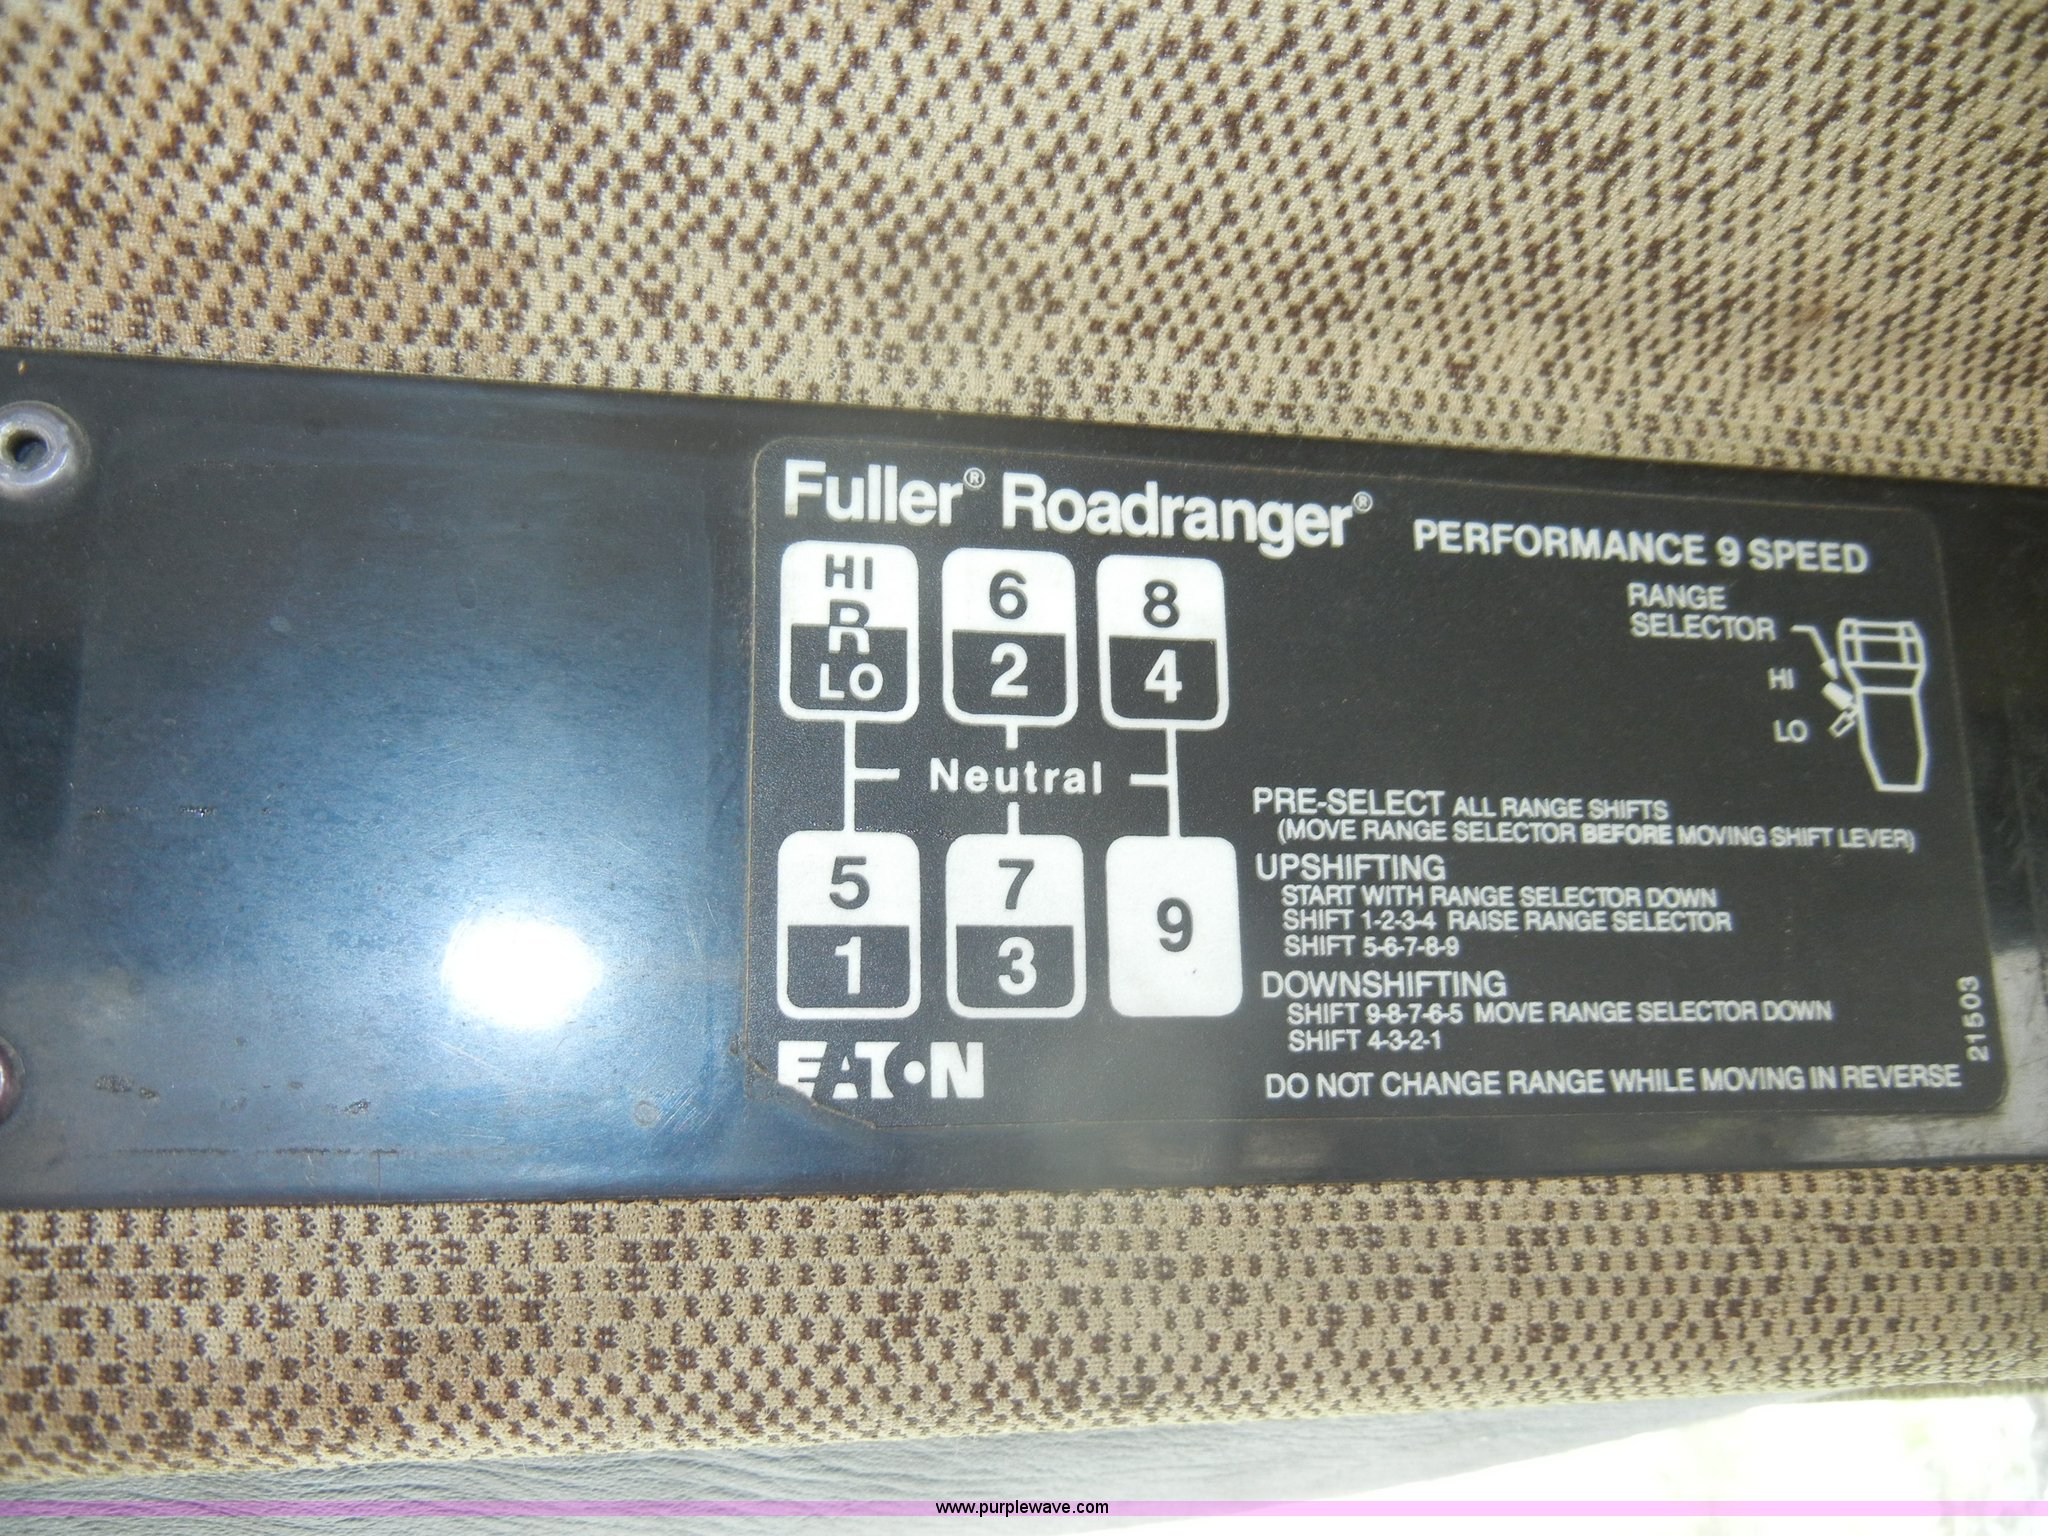 Fuller® Roadranger® PERFORMANCE 9 SPEED
HI 6 8
R
LO 2 4
Neutral
5 7 9
1 3
RANGE
SELECTOR
HI
LO
PRE-SELECT ALL RANGE SHIFTS
(MOVE RANGE SELECTOR BEFORE MOVING SHIFT LEVER)
UPSHIFTING
START WITH RANGE SELECTOR DOWN
SHIFT 1-2-3-4 RAISE RANGE SELECTOR
SHIFT 5-6-7-8-9
DOWNSHIFTING
SHIFT 9-8-7-6-5 MOVE RANGE SELECTOR DOWN
SHIFT 4-3-2-1
DO NOT CHANGE RANGE WHILE MOVING IN REVERSE
21503
EATON
www.purplewave.com